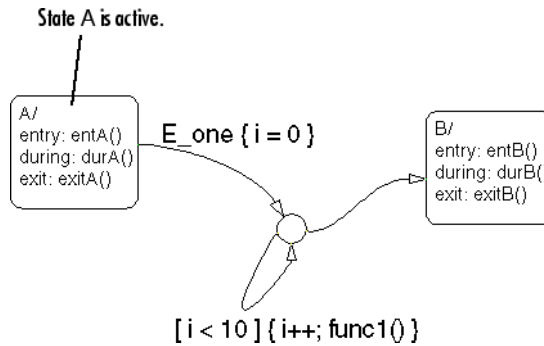 State A is active.
A/
entry: entA()
during: durA()
exit: exitA()
E_one { i = 0 }
B/
entry: entB()
during: durB(
exit: exitB()
[ i < 10 ] { i++; func1() }